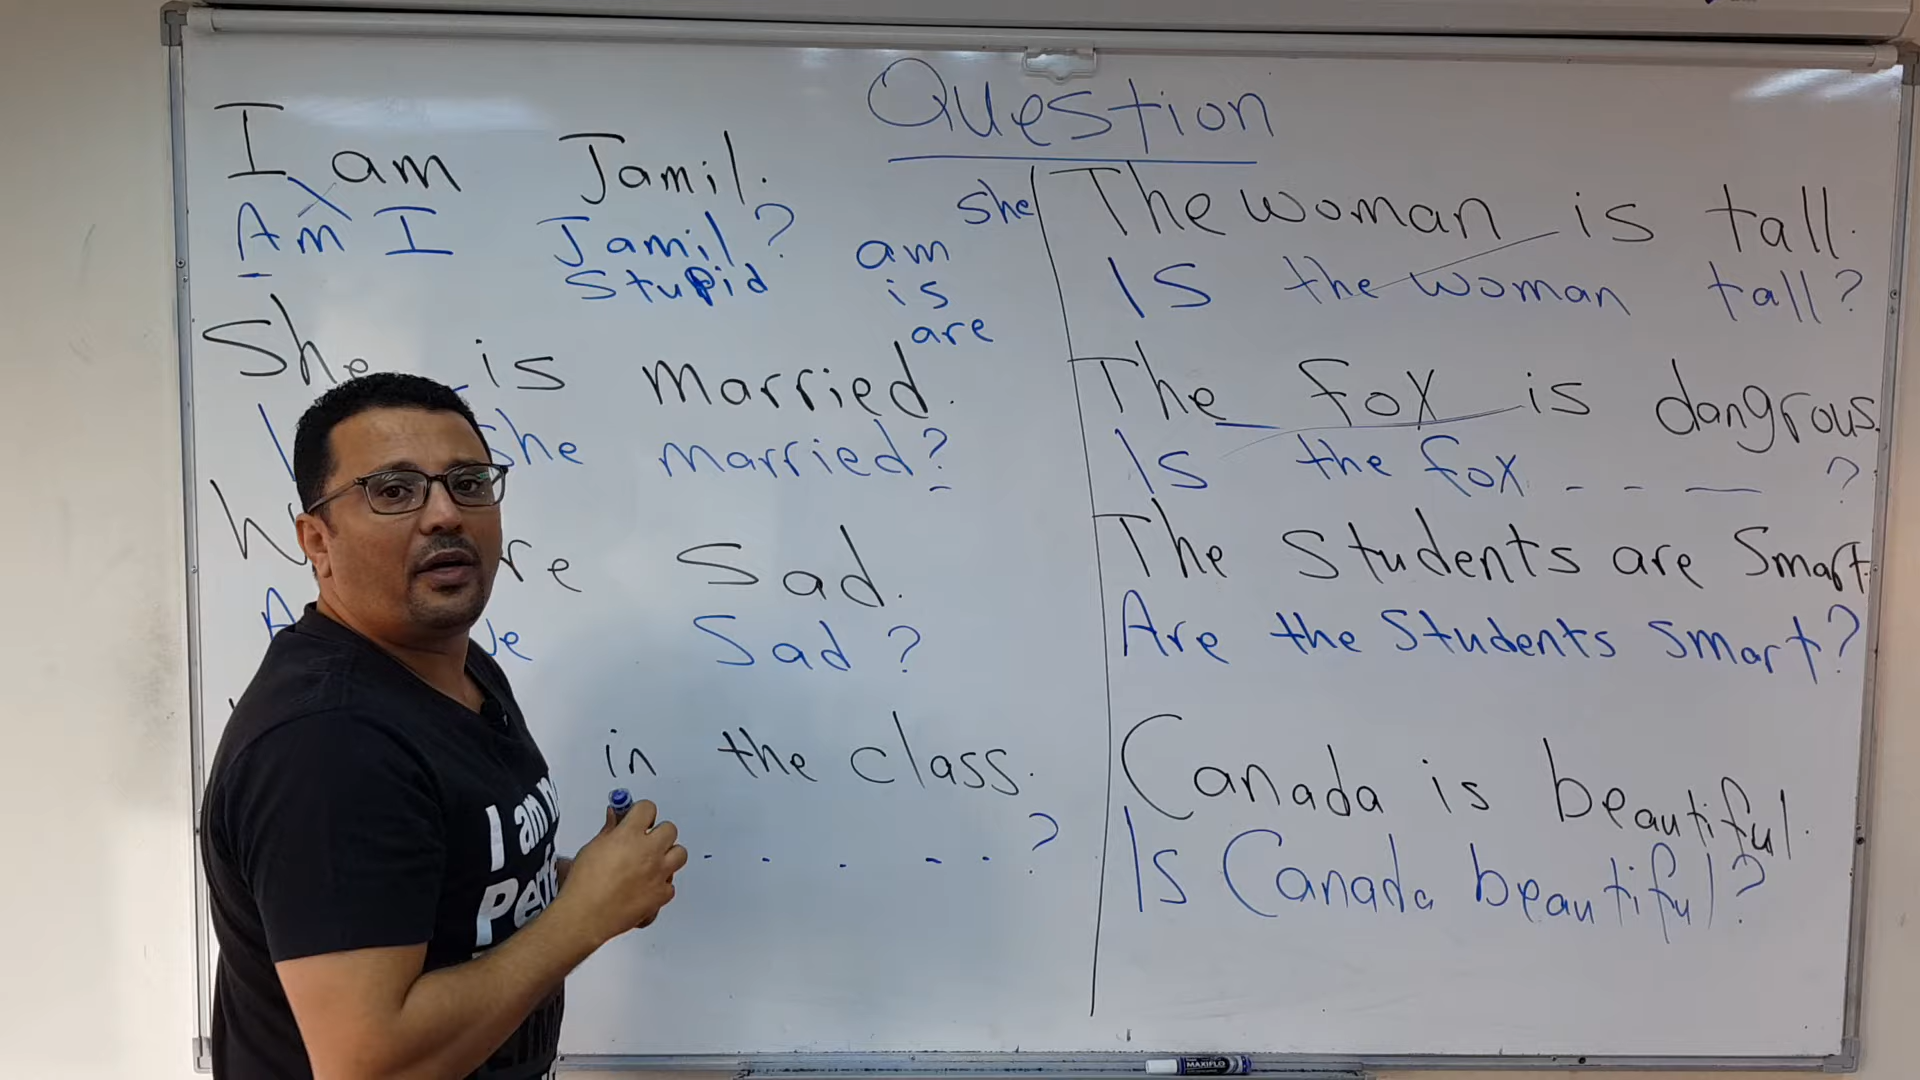 Question
I am Jamil.
Am I Jamil?
Stupid
am
is
are
She is married.
she married?
re Sad.
Sad?
in the class.
. . . . . ?
she
The woman is tall.
Is the woman tall?
The fox is dangrous.
Is the fox _ _ _ ?
The Students are Smart.
Are the Students Smart?
Canada is beautiful.
Is Canada beautiful?
I am
MAXIFLO